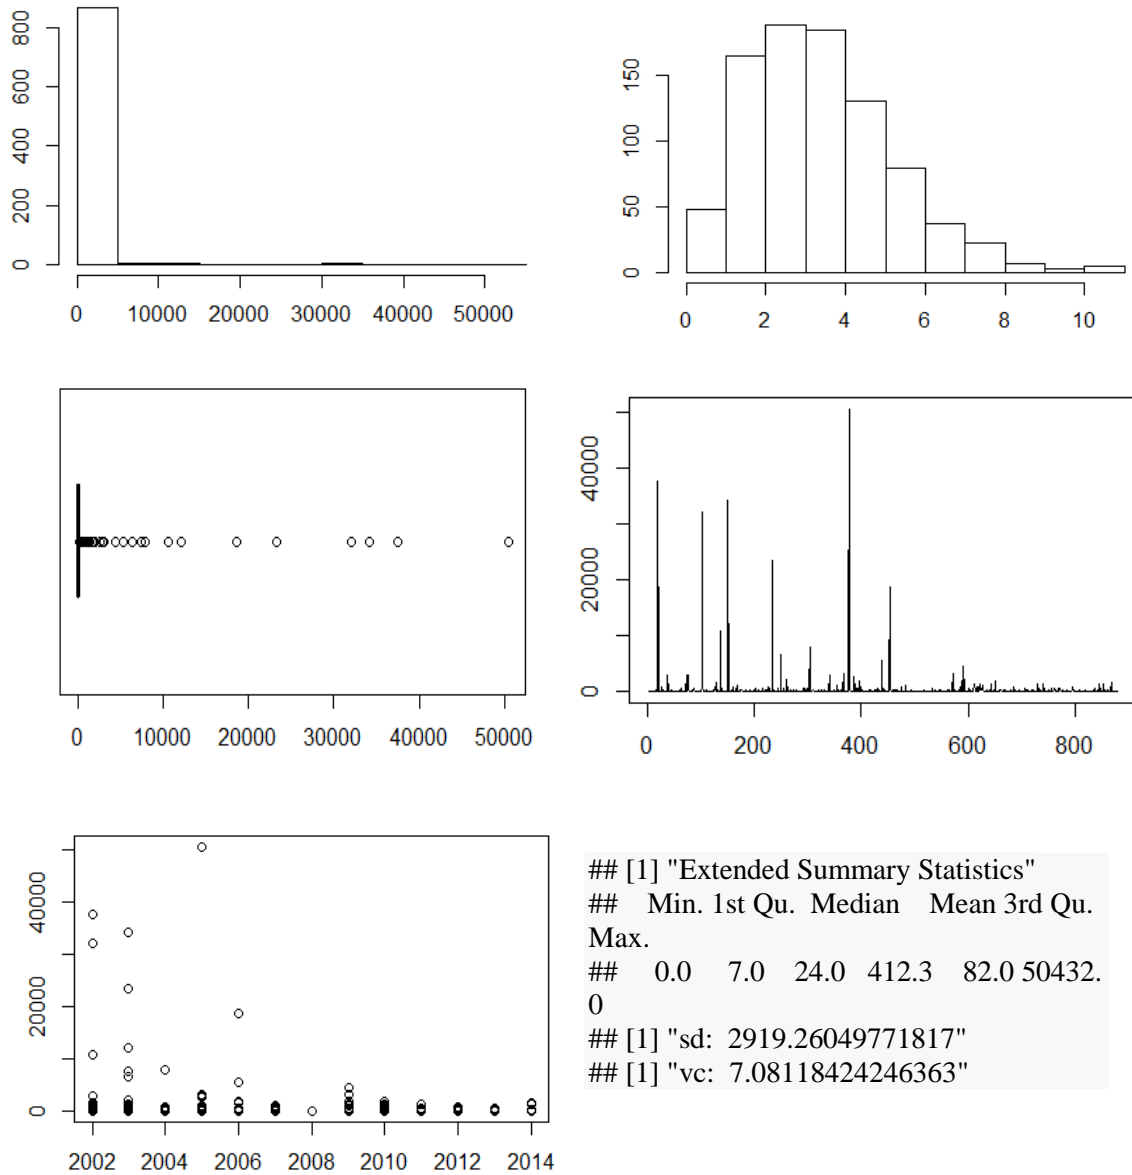 800
600
400
200
0
0 10000 20000 30000 40000 50000
150
100
50
0
0 2 4 6 8 10
0 10000 20000 30000 40000 50000
40000
20000
0
0 200 400 600 800
40000
20000
0
2002 2004 2006 2008 2010 2012 2014
## [1] "Extended Summary Statistics"
## Min. 1st Qu. Median Mean 3rd Qu.
Max.
## 0.0 7.0 24.0 412.3 82.0 50432.
0
## [1] "sd: 2919.26049771817"
## [1] "vc: 7.08118424246363"